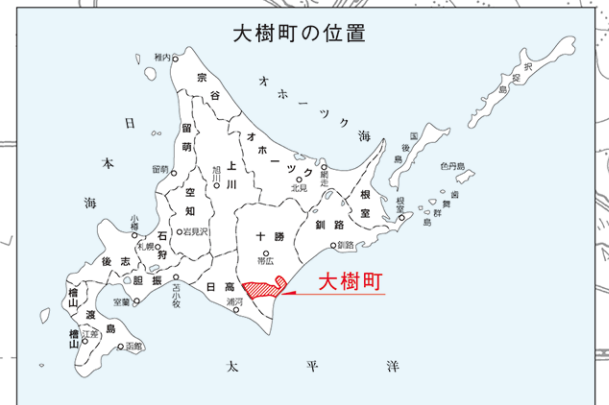 大樹町の位置
稚内
宗谷
オホーツク海
択捉島
日本海
留萌
オホーツク
国後島
留萌
上川
旭川
網走
北見
色丹島
空知
根室
歯舞群島
根室
小樽
石狩
岩見沢
十勝
釧路
札幌
帯広
釧路
後志
胆振
苫小牧
日高
大樹町
檜山
渡島
室蘭
浦河
檜山
江差
函館
太平洋